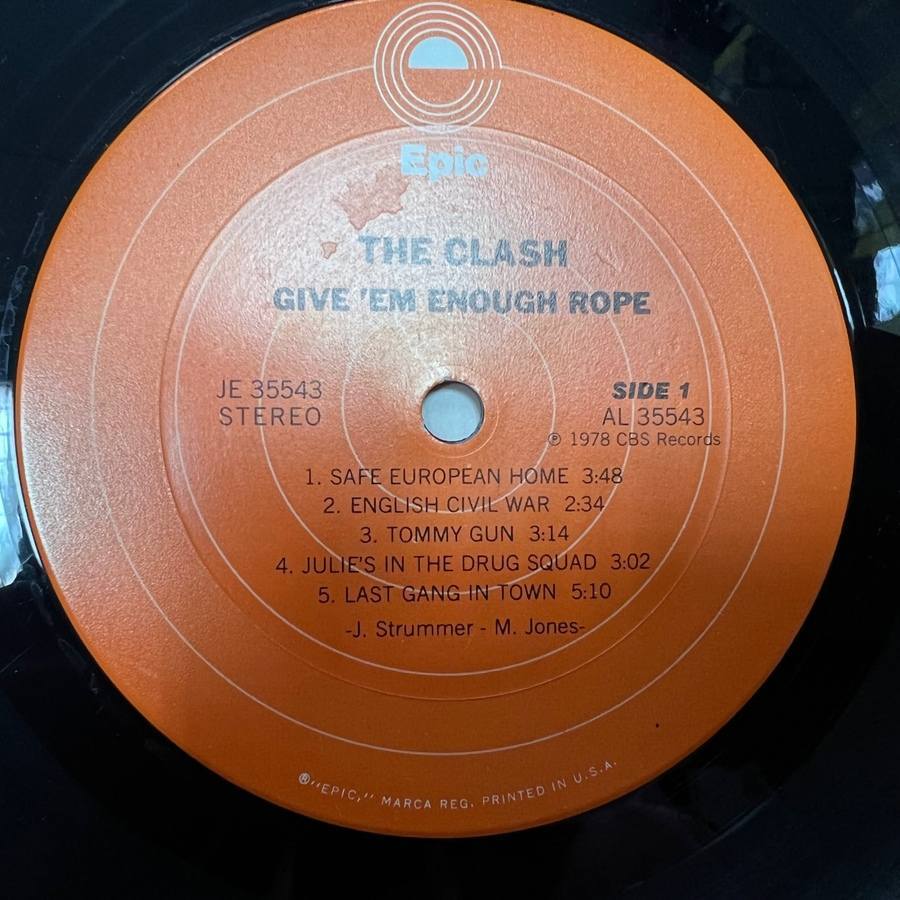 Epic
THE CLASH
GIVE 'EM ENOUGH ROPE
JE 35543
STEREO
SIDE 1
AL 35543
℗ 1978 CBS Records
1. SAFE EUROPEAN HOME 3:48
2. ENGLISH CIVIL WAR 2:34
3. TOMMY GUN 3:14
4. JULIE'S IN THE DRUG SQUAD 3:02
5. LAST GANG IN TOWN 5:10
-J. Strummer - M. Jones-
®"EPIC," MARCA REG. PRINTED IN U.S.A.